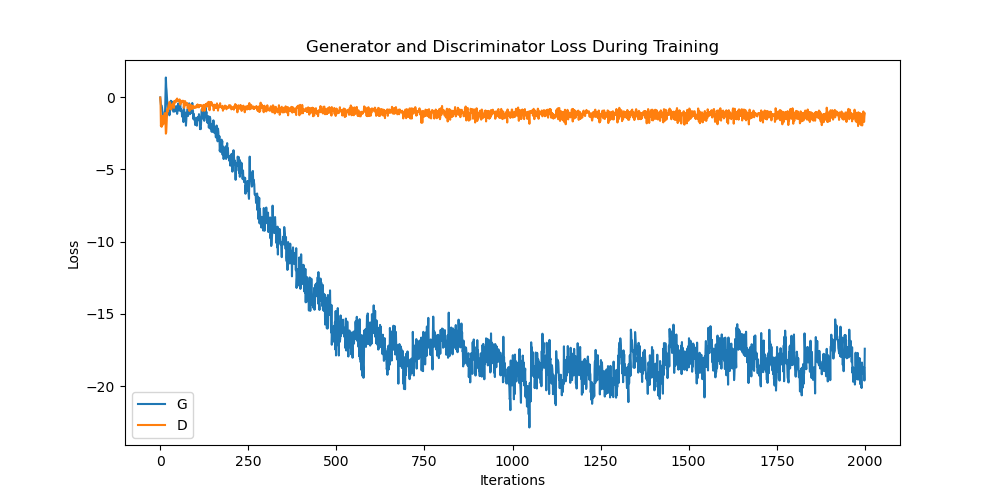 Generator and Discriminator Loss During Training
0
−5
−10
−15
−20
Loss
G
D
0 250 500 750 1000 1250 1500 1750 2000
Iterations